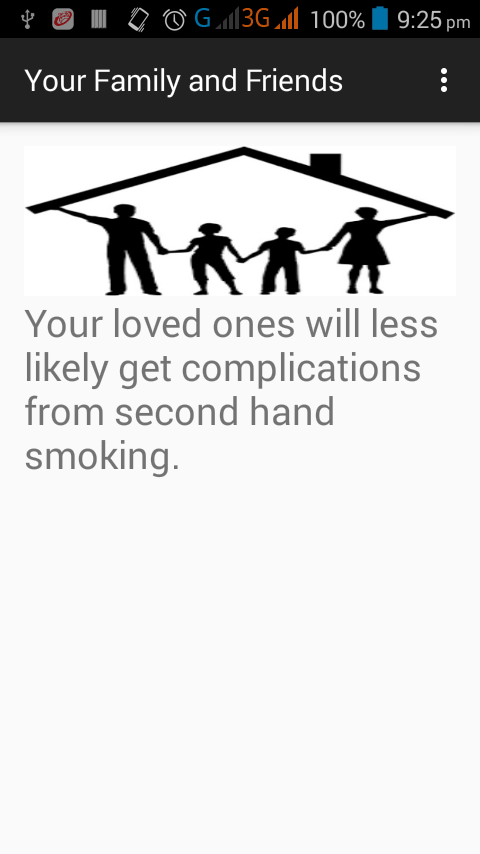 G 3G 100% 9:25 pm
Your Family and Friends
Your loved ones will less
likely get complications
from second hand
smoking.